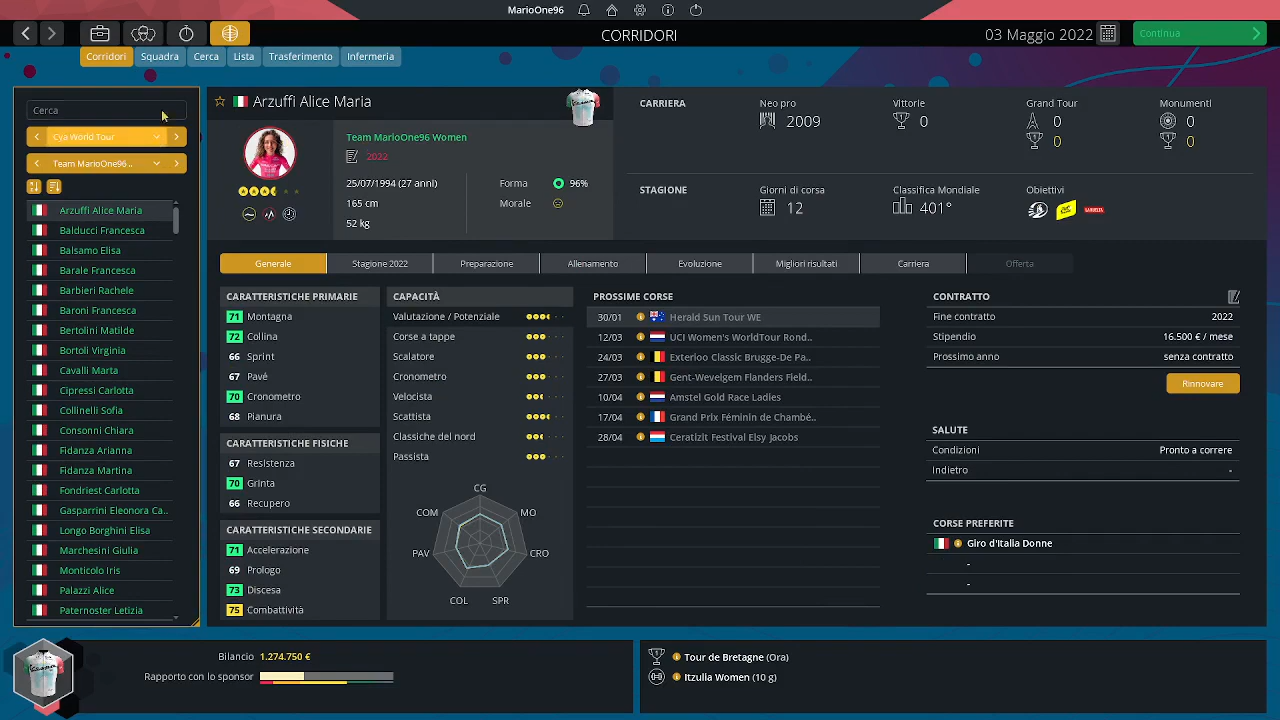 MarioOne96
CORRIDORI
03 Maggio 2022
Continua
Corridori
Squadra
Cerca
Lista
Trasferimento
Infermeria
Cerca
Cya World Tour
Team MarioOne96 ..
Arzuffi Alice Maria
Balducci Francesca
Balsamo Elisa
Barale Francesca
Barbieri Rachele
Baroni Francesca
Bertolini Matilde
Bortoli Virginia
Cavalli Marta
Cipressi Carlotta
Collinelli Sofia
Consonni Chiara
Fidanza Arianna
Fidanza Martina
Fondriest Carlotta
Gasparrini Eleonora Ca..
Longo Borghini Elisa
Marchesini Giulia
Monticolo Iris
Palazzi Alice
Paternoster Letizia
Arzuffi Alice Maria
Team MarioOne96 Women
2022
25/07/1994 (27 anni)
165 cm
52 kg
Forma
96%
Morale
CARRIERA
Neo pro
2009
Vittorie
0
Grand Tour
0
0
Monumenti
0
0
STAGIONE
Giorni di corsa
12
Classifica Mondiale
401°
Obiettivi
Generale
Stagione 2022
Preparazione
Allenamento
Evoluzione
Migliori risultati
Carriera
Offerta
CARATTERISTICHE PRIMARIE
71 Montagna
72 Collina
66 Sprint
67 Pavé
70 Cronometro
68 Pianura
CARATTERISTICHE FISICHE
67 Resistenza
70 Grinta
66 Recupero
CARATTERISTICHE SECONDARIE
71 Accelerazione
69 Prologo
73 Discesa
75 Combattività
CAPACITÀ
Valutazione / Potenziale
Corse a tappe
Scalatore
Cronometro
Velocista
Scattista
Classiche del nord
Passista
CG
COM
MO
PAV
CRO
COL
SPR
PROSSIME CORSE
30/01 Herald Sun Tour WE
12/03 UCI Women's WorldTour Rond..
24/03 Exterioo Classic Brugge-De Pa..
27/03 Gent-Wevelgem Flanders Field..
10/04 Amstel Gold Race Ladies
17/04 Grand Prix Féminin de Chambé..
28/04 Ceratizit Festival Elsy Jacobs
CONTRATTO
Fine contratto 2022
Stipendio 16.500 € / mese
Prossimo anno senza contratto
Rinnovare
SALUTE
Condizioni Pronto a correre
Indietro -
CORSE PREFERITE
Giro d'Italia Donne
-
-
Bilancio 1.274.750 €
Rapporto con lo sponsor
Tour de Bretagne (Ora)
Itzulia Women (10 g)